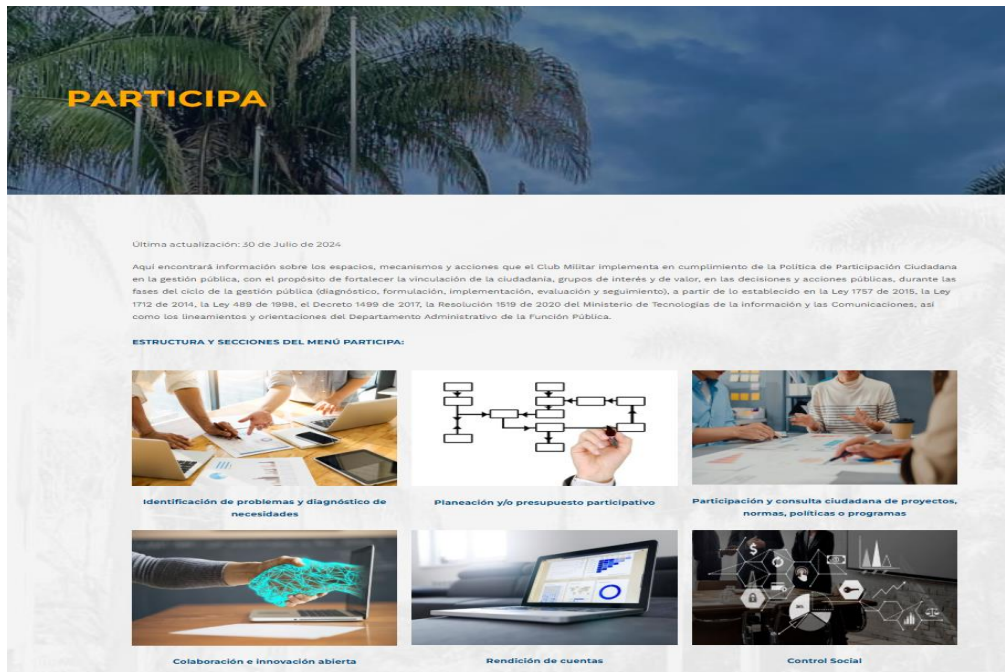 PARTICIPA
Última actualización: 30 de Julio de 2024
Aquí encontrará información sobre los espacios, mecanismos y acciones que el Club Militar implementa en cumplimiento de la Política de Participación Ciudadana
en la gestión pública, con el propósito de fortalecer la vinculación de la ciudadanía, grupos de interés y de valor, en las decisiones y acciones públicas, durante las
fases del ciclo de la gestión pública (diagnóstico, formulación, implementación, evaluación y seguimiento), a partir de lo establecido en la Ley 1757 de 2015, la Ley
1712 de 2014, la Ley 489 de 1998, el Decreto 1499 de 2017, la Resolución 1519 de 2020 del Ministerio de Tecnologías de la Información y las Comunicaciones, así
como los lineamientos y orientaciones del Departamento Administrativo de la Función Pública.
ESTRUCTURA Y SECCIONES DEL MENÚ PARTICIPA:
Identificación de problemas y diagnóstico de
necesidades
Planeación y/o presupuesto participativo
Participación y consulta ciudadana de proyectos,
normas, políticas o programas
Colaboración e innovación abierta
Rendición de cuentas
Control Social